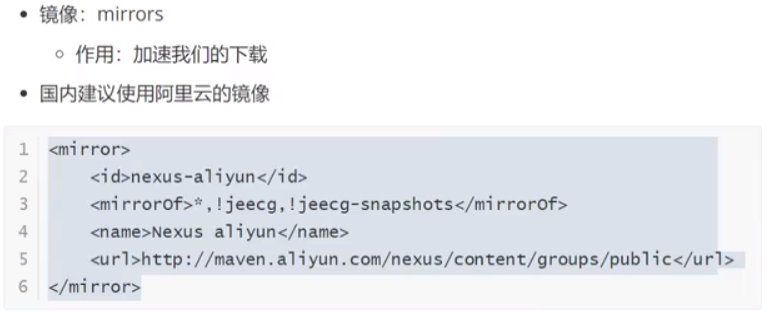 镜像：mirrors
作用：加速我们的下载
国内建议使用阿里云的镜像
1 <mirror>
2     <id>nexus-aliyun</id>
3     <mirrorOf>*,!jeecg,!jeecg-snapshots</mirrorOf>
4     <name>Nexus aliyun</name>
5     <url>http://maven.aliyun.com/nexus/content/groups/public</url>
6 </mirror>